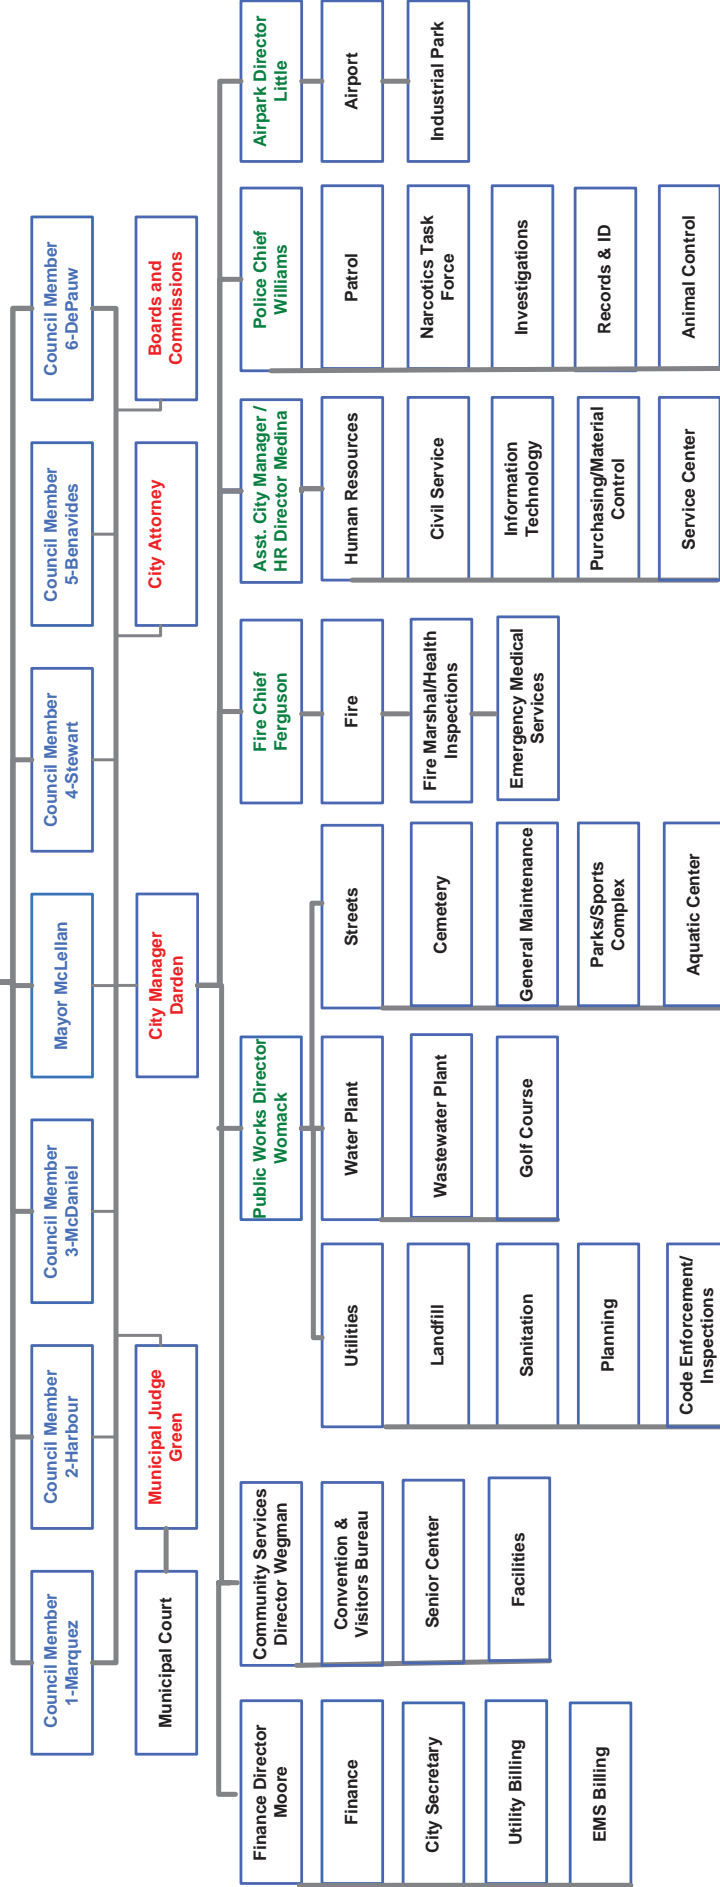 Council Member
1-Marquez
Council Member
2-Harbour
Council Member
3-McDaniel
Mayor McLellan
Council Member
4-Stewart
Council Member
5-Benavides
Council Member
6-DePauw
Municipal Court
Municipal Judge
Green
City Manager
Darden
City Attorney
Boards and
Commissions
Finance Director
Moore
Community Services
Director Wegman
Public Works Director
Womack
Fire Chief
Ferguson
Asst. City Manager /
HR Director Medina
Police Chief
Williams
Airpark Director
Little
Finance
City Secretary
Utility Billing
EMS Billing
Convention &
Visitors Bureau
Senior Center
Facilities
Utilities
Landfill
Sanitation
Planning
Code Enforcement/
Inspections
Water Plant
Wastewater Plant
Golf Course
Streets
Cemetery
General Maintenance
Parks/Sports
Complex
Aquatic Center
Fire
Fire Marshal/Health
Inspections
Emergency Medical
Services
Human Resources
Civil Service
Information
Technology
Purchasing/Material
Control
Service Center
Patrol
Narcotics Task
Force
Investigations
Records & ID
Animal Control
Airport
Industrial Park